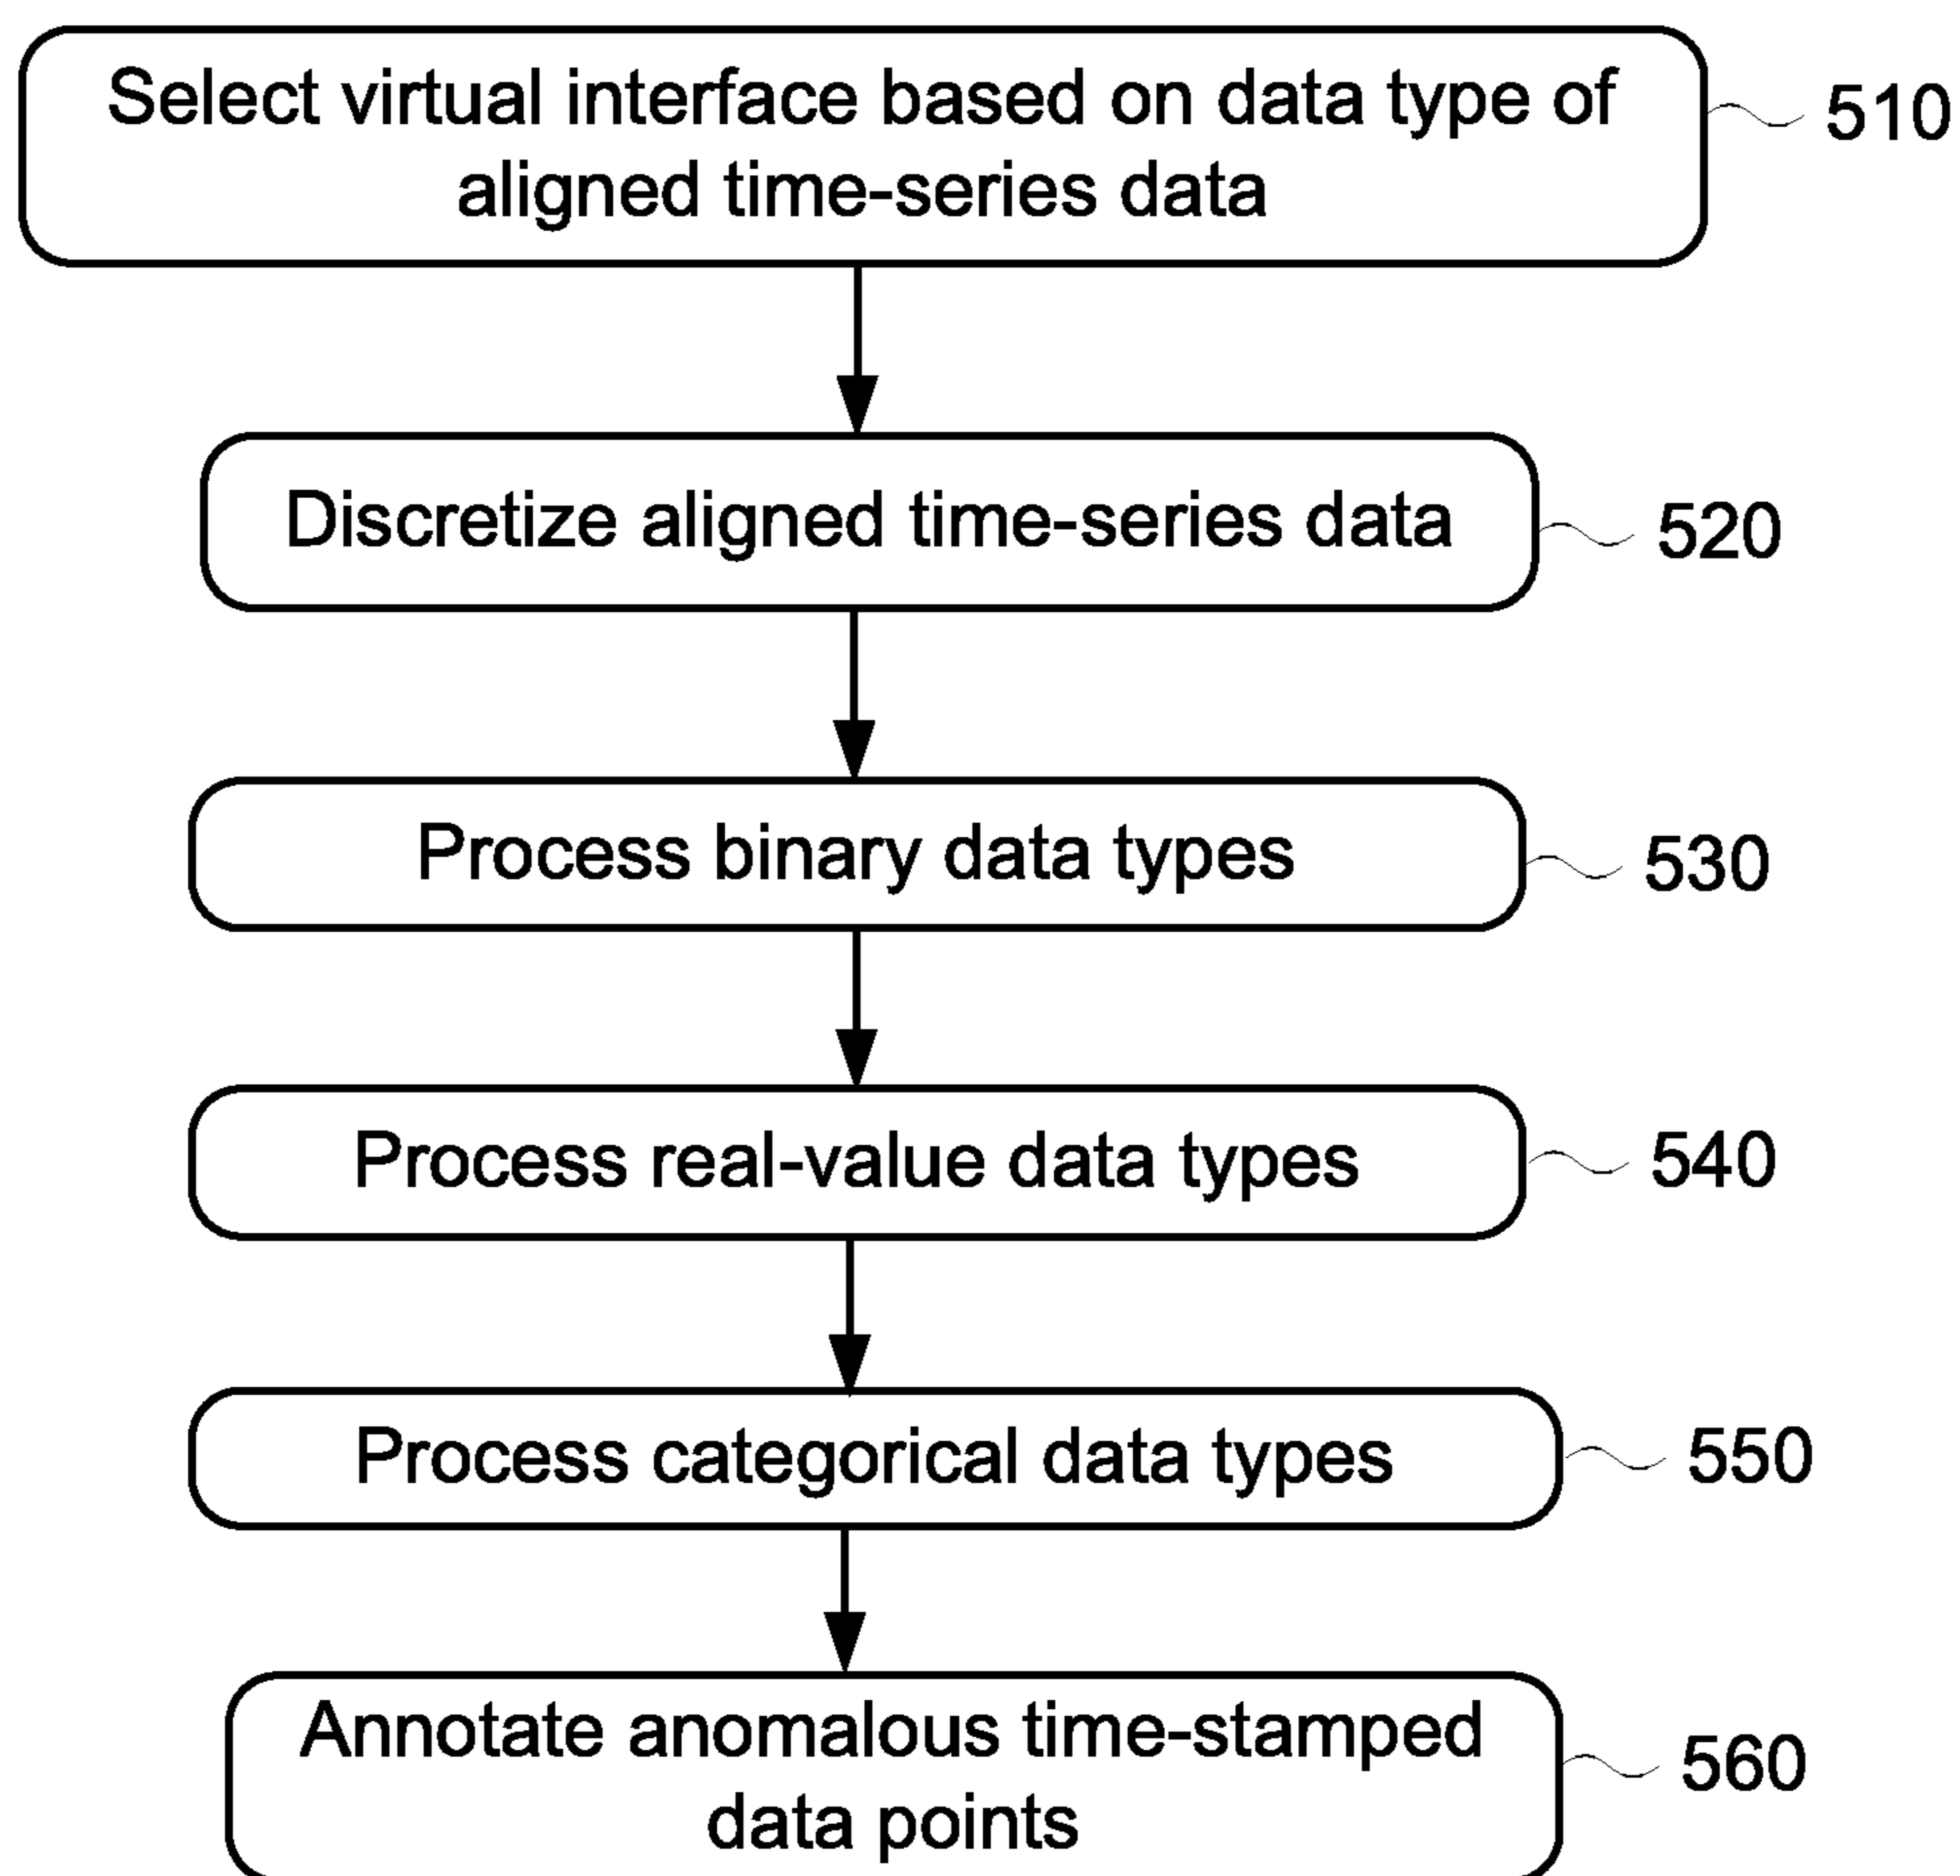 Select virtual interface based on data type of
aligned time-series data
510
Discretize aligned time-series data
520
Process binary data types
530
Process real-value data types
540
Process categorical data types
550
Annotate anomalous time-stamped
data points
560